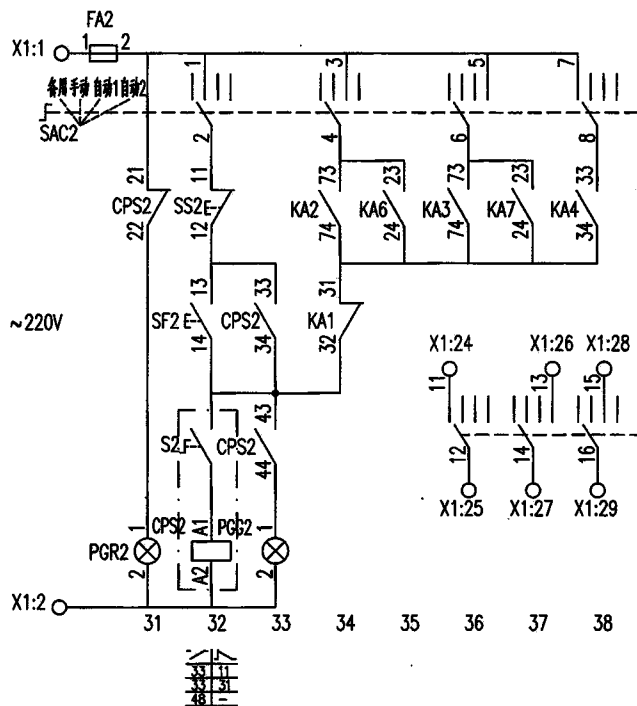 FA2
X1:1 1 2
1 3 5 7
备用 手动 自动1 自动2
SAC2
2 4 6 8
21 11 73 23 73 23 33
CPS2 SS2 E KA2 KA6 KA3 KA7 KA4
22 12 74 24 74 24 34
13 33 31
~220V SF2 E CPS2 KA1
14 34 32
X1:24 X1:26 X1:28
11 13 15
43
S2 CPS2
44
12 14 16
X1:25 X1:27 X1:29
1 CPS2 A1 PGG2 1
PGR2
2 A2 2
X1:2
31 32 33 34 35 36 37 38
33 11
33 31
48 -